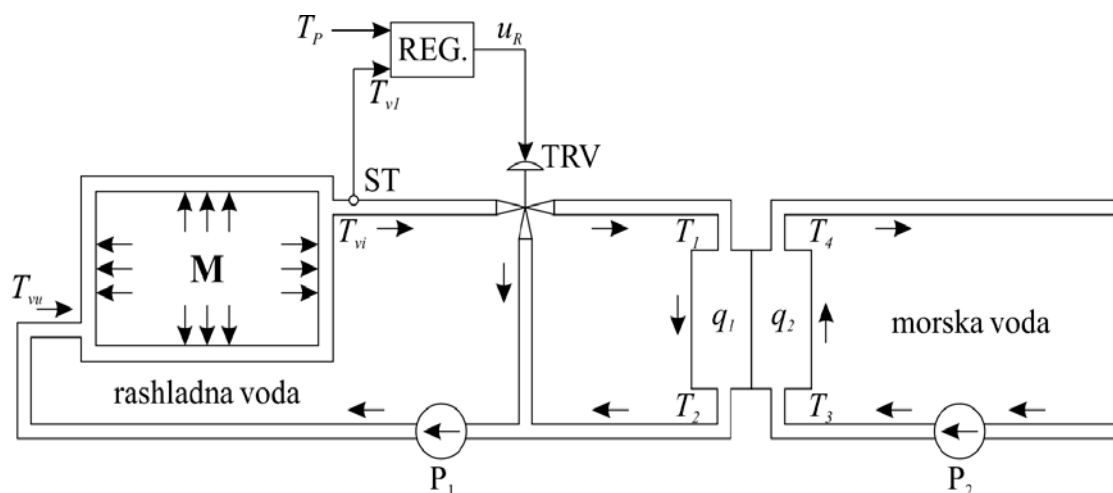 T_P
REG.
u_R
T_v1
TRV
ST
T_vi
T_1
T_4
M
T_vu
q_1
q_2
morska voda
rashladna voda
T_2
T_3
P_1
P_2